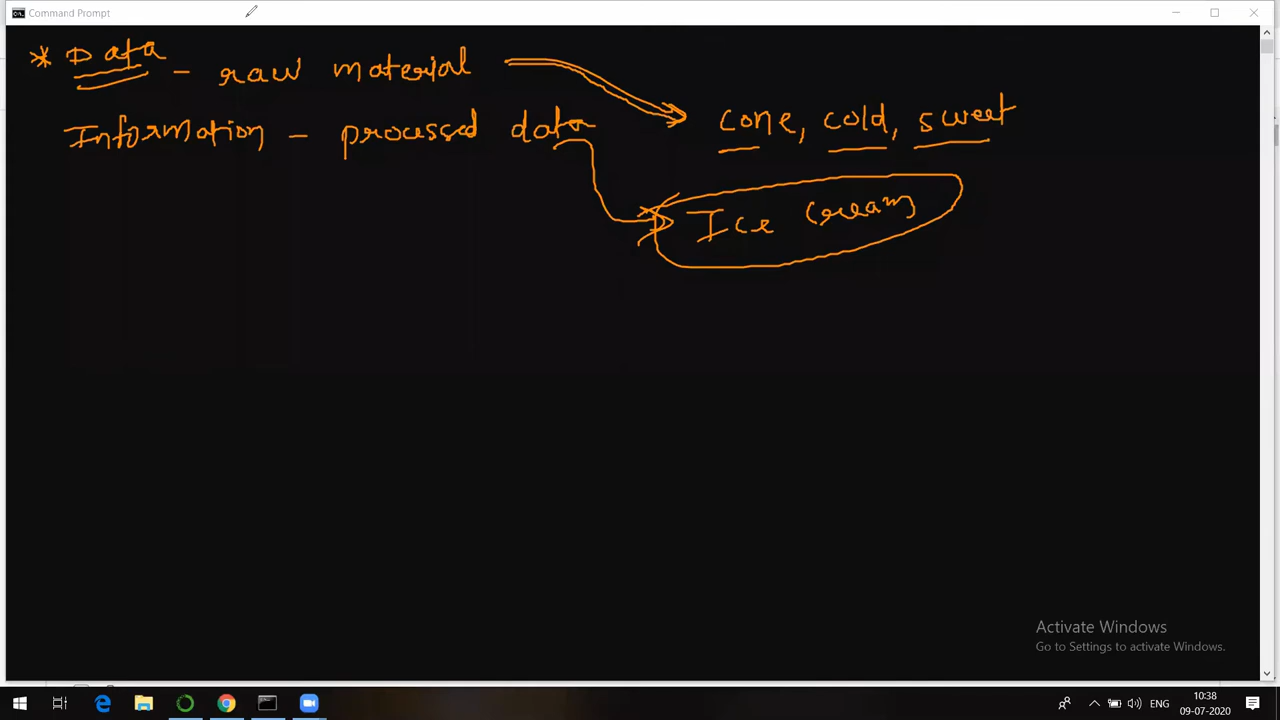 Command Prompt
* Data - raw material
cone, cold, sweet
Information - processed data
Ice cream
Activate Windows
Go to Settings to activate Windows.
ENG
10:38
09-07-2020